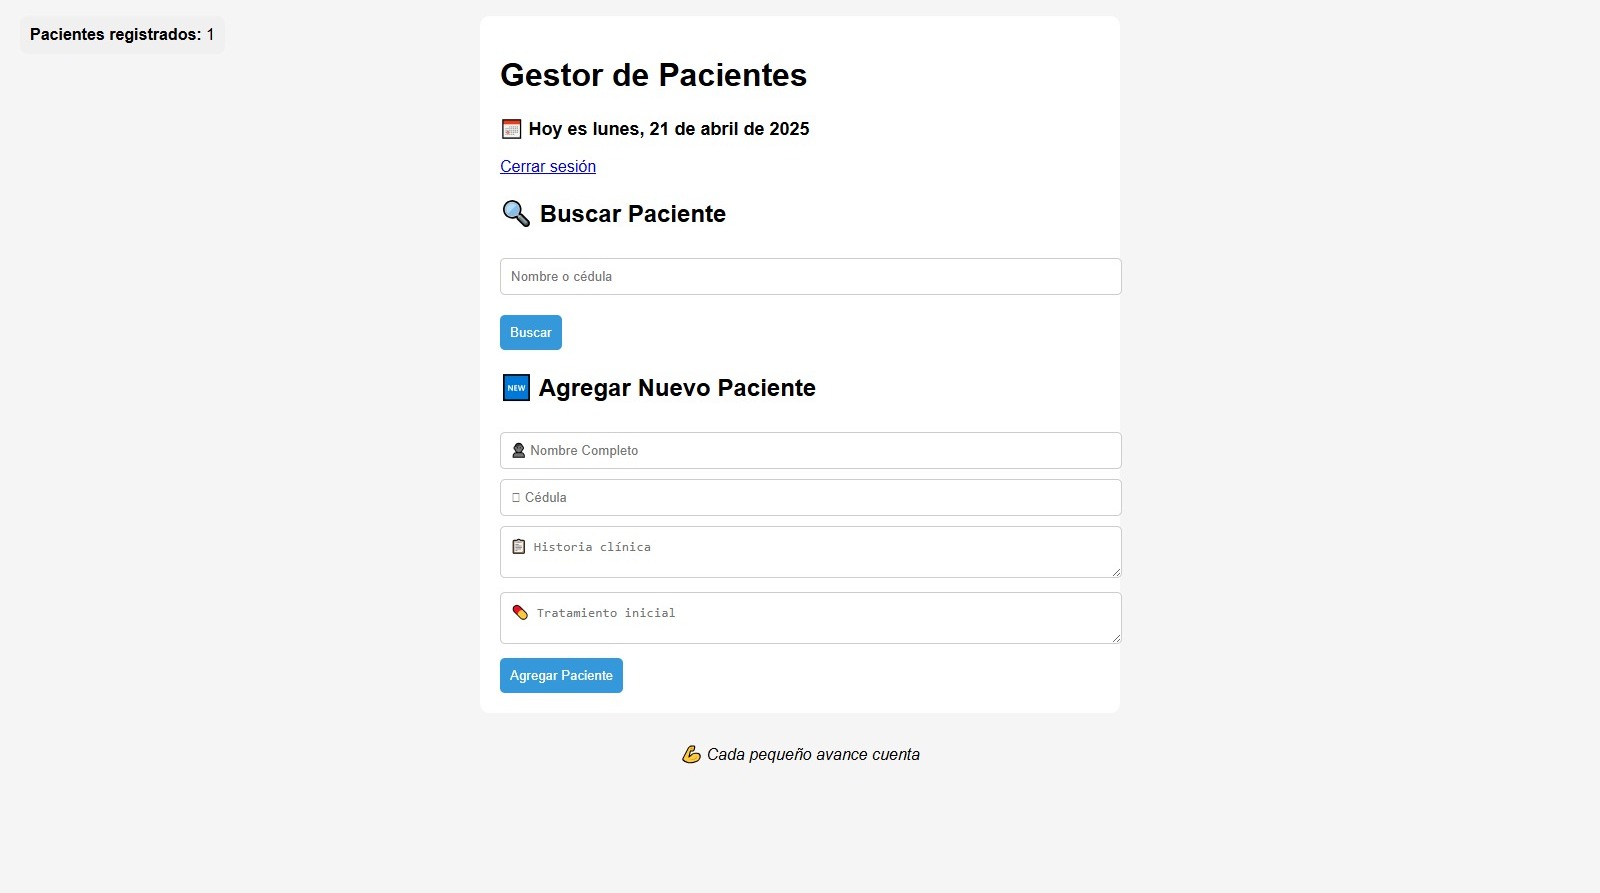 Pacientes registrados: 1
Gestor de Pacientes
Hoy es lunes, 21 de abril de 2025
Cerrar sesión
Buscar Paciente
Nombre o cédula
Buscar
NEW Agregar Nuevo Paciente
Nombre Completo
Cédula
Historia clínica
Tratamiento inicial
Agregar Paciente
Cada pequeño avance cuenta